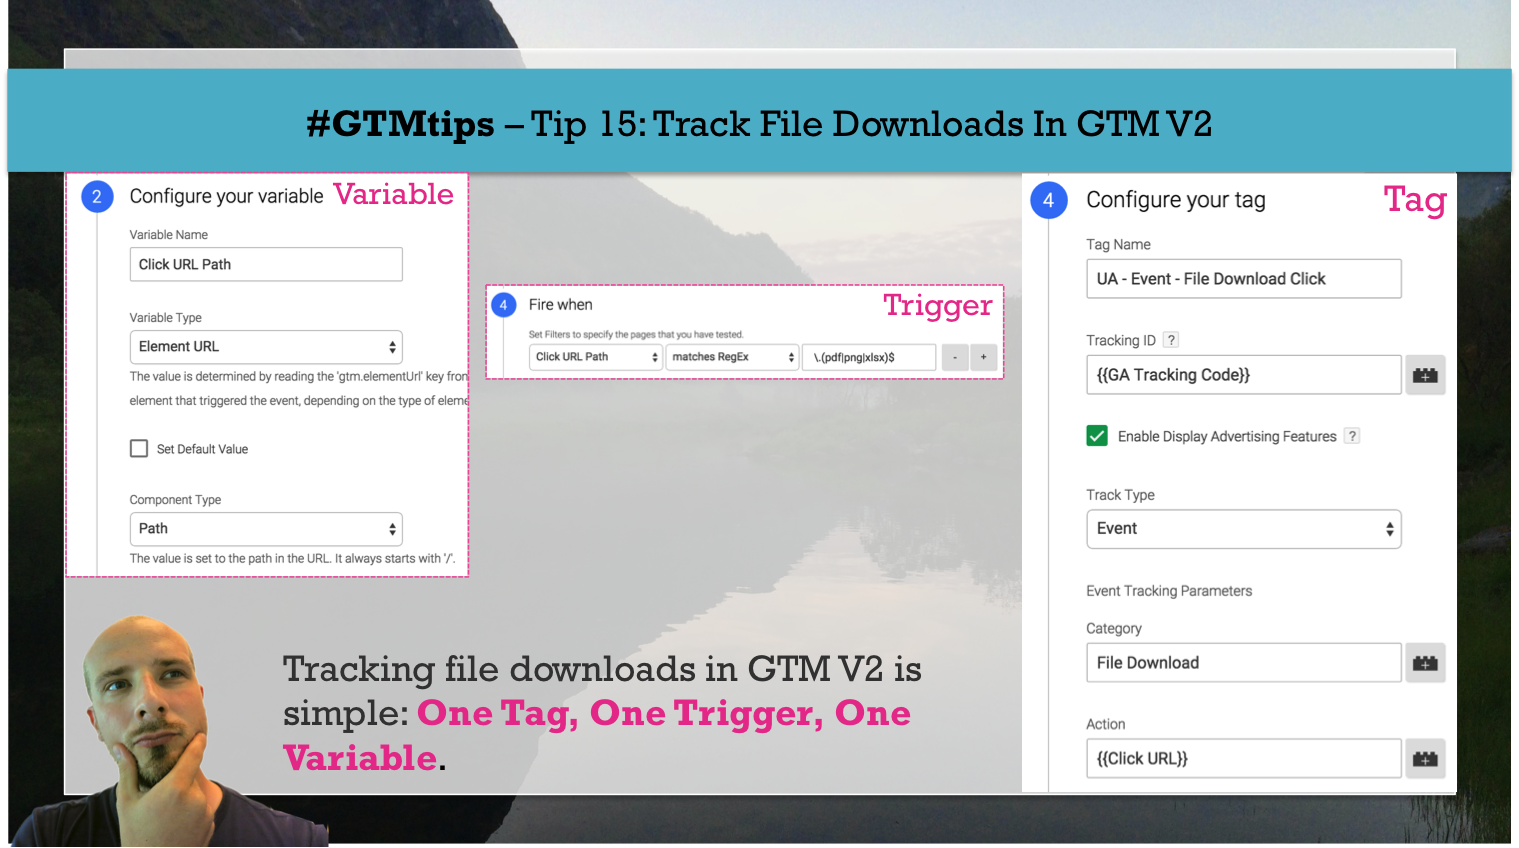 #GTMtips – Tip 15: Track File Downloads In GTM V2
2 Configure your variable Variable
Variable Name
Click URL Path
Variable Type
Element URL
The value is determined by reading the 'gtm.elementUrl' key from
element that triggered the event, depending on the type of eleme
Set Default Value
Component Type
Path
The value is set to the path in the URL. It always starts with '/'.
4 Fire when Trigger
Set Filters to specify the pages that you have tested.
Click URL Path matches RegEx \.(pdf|png|xlsx)$ - +
4 Configure your tag Tag
Tag Name
UA - Event - File Download Click
Tracking ID ?
{{GA Tracking Code}}
Enable Display Advertising Features ?
Track Type
Event
Event Tracking Parameters
Category
File Download
Action
{{Click URL}}
Tracking file downloads in GTM V2 is
simple: One Tag, One Trigger, One
Variable.